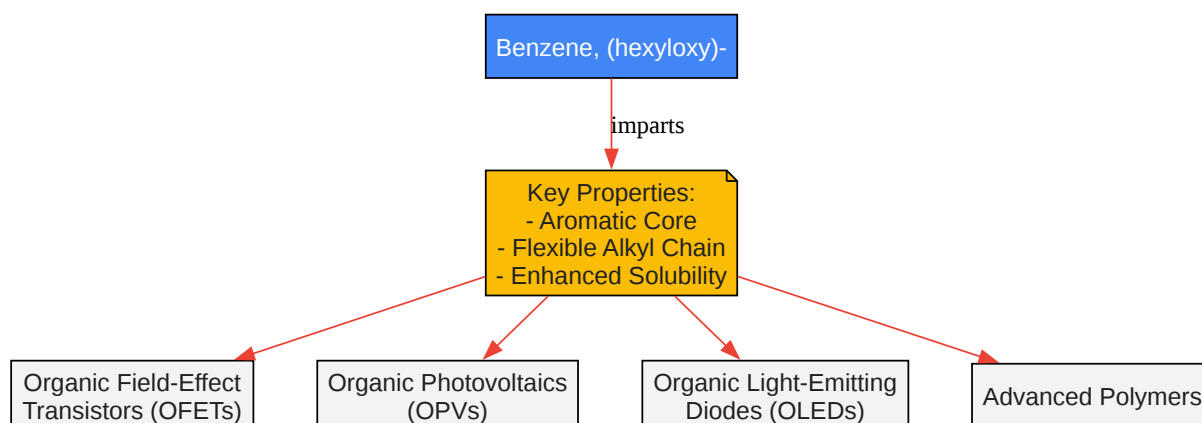 Benzene, (hexyloxy)-
imparts
Key Properties:
- Aromatic Core
- Flexible Alkyl Chain
- Enhanced Solubility
Organic Field-Effect
Transistors (OFETs)
Organic Photovoltaics
(OPVs)
Organic Light-Emitting
Diodes (OLEDs)
Advanced Polymers